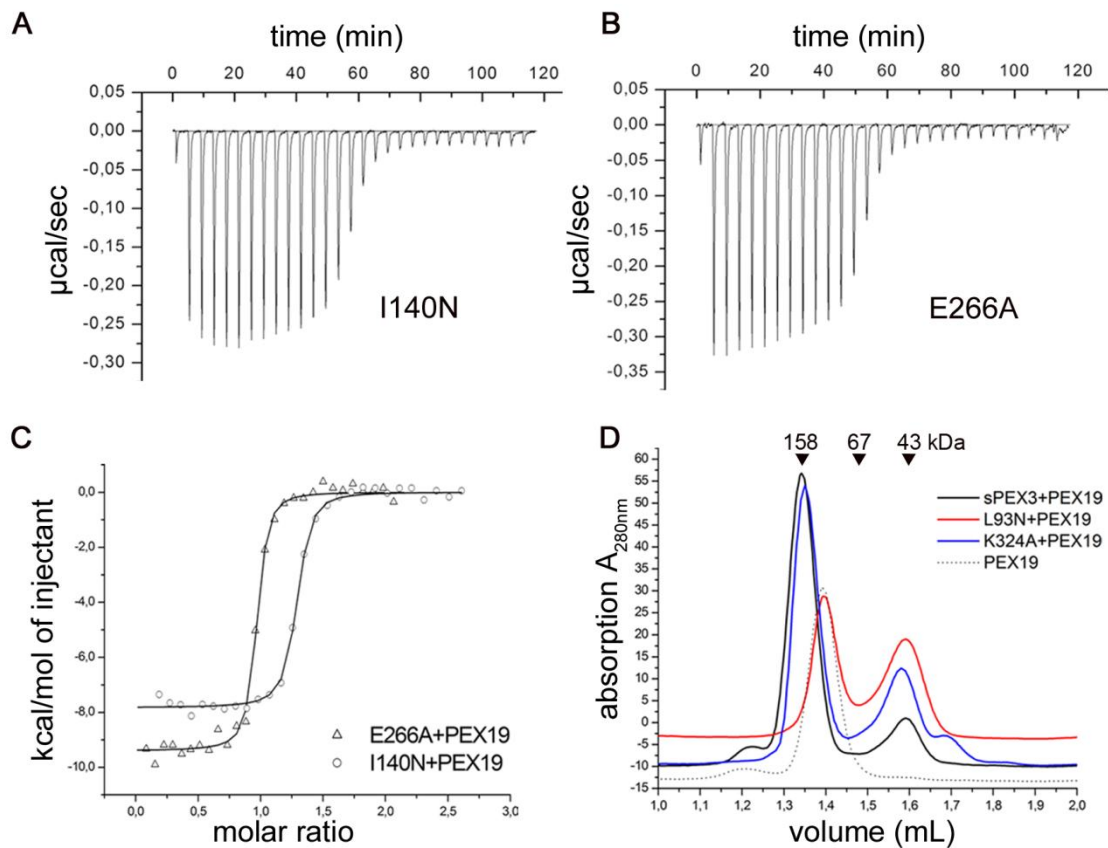 A
time (min)
0 20 40 60 80 100 120
0,05
0,00
-0,05
-0,10
-0,15
-0,20
-0,25
-0,30
µcal/sec
I140N
B
time (min)
0 20 40 60 80 100 120
0,05
0,00
-0,05
-0,10
-0,15
-0,20
-0,25
-0,30
-0,35
µcal/sec
E266A
C
0,0
-2,0
-4,0
-6,0
-8,0
-10,0
kcal/mol of injectant
E266A+PEX19
I140N+PEX19
0,0 0,5 1,0 1,5 2,0 2,5 3,0
molar ratio
D
158 67 43 kDa
60
55
50
45
40
35
30
25
20
15
10
5
0
-5
-10
-15
absorption A280nm
sPEX3+PEX19
L93N+PEX19
K324A+PEX19
PEX19
1,0 1,1 1,2 1,3 1,4 1,5 1,6 1,7 1,8 1,9 2,0
volume (mL)